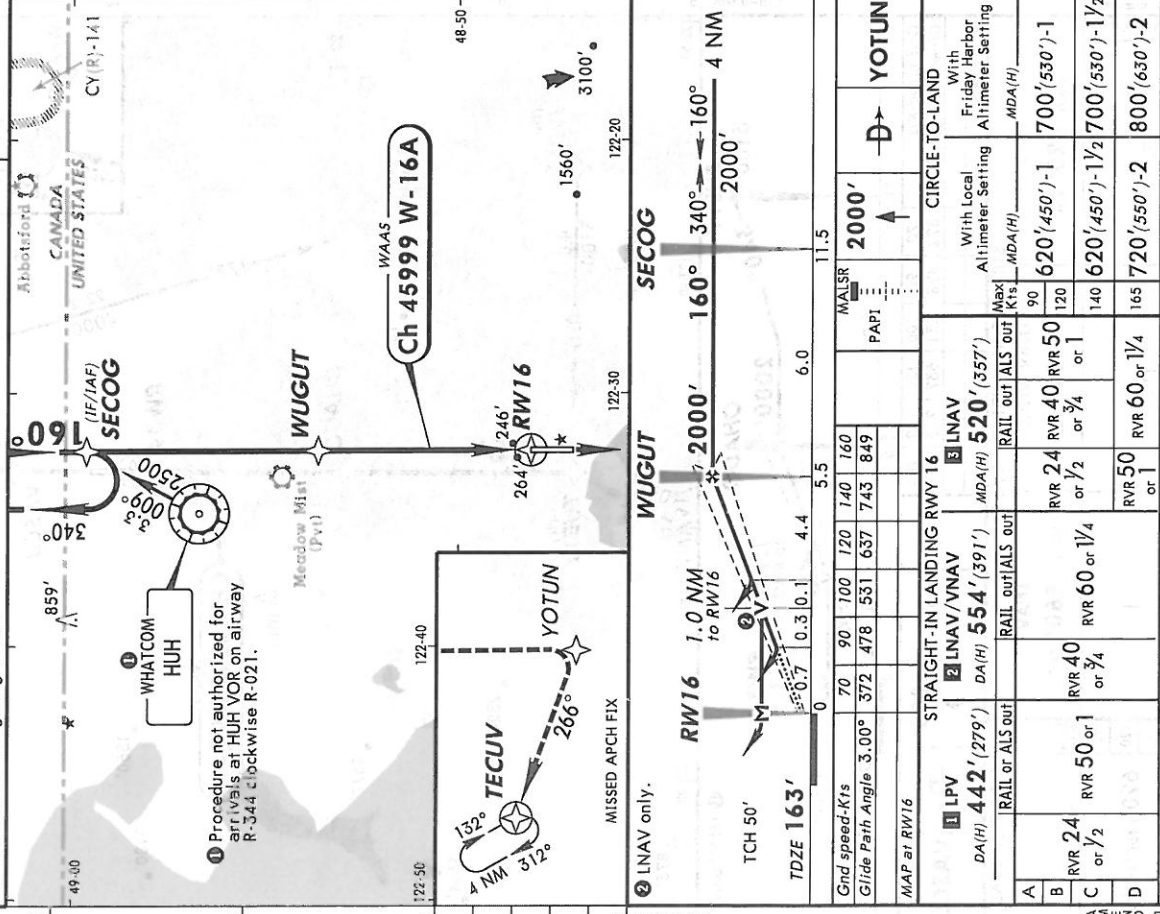 Abbotsford
CY(R)-141
CANADA
UNITED STATES
48-50
49-00
859'
160°
340°
(IF/IAF)
SECOG
2500
009°
3.3
❶
WHATCOM
HUH
❶ Procedure not authorized for
arrivals at HUH VOR on airway
R-344 clockwise R-021.
Meadow Mist
(Pvt)
WUGUT
WAAS
Ch 45999 W-16A
246'
264'
RW16
1560'
3100'
122-20
122-30
122-40
122-50
YOTUN
266°
TECUV
132°
312°
4 NM
MISSED APCH FIX
❷ LNAV only.
RW16
1.0 NM
to RW16
WUGUT
SECOG
2000'
160°
340°
160°
2000'
4 NM
❷
V
M
TCH 50'
TDZE 163'
0
0.7
0.3
0.1
4.4
5.5
6.0
11.5
Gnd speed-Kts 70 90 100 120 140 160
Glide Path Angle 3.00° 372 478 531 637 743 849
MAP at RW16
MALSR
PAPI
2000'
D
YOTUN
STRAIGHT-IN LANDING RWY 16
CIRCLE-TO-LAND
1 LPV
DA(H) 442' (279')
2 LNAV/VNAV
DA(H) 554' (391')
3 LNAV
MDA(H) 520' (357')
With Local
Altimeter Setting
With
Friday Harbor
Altimeter Setting
RAIL or ALS out
RAIL out ALS out
RAIL out ALS out
Max
Kts
MDA(H)
MDA(H)
A
B
C
D
RVR 24
or 1/2
RVR 50 or 1
RVR 40
or 3/4
RVR 60 or 1 1/4
RVR 24
or 1/2
RVR 40
or 3/4
RVR 50
or 1
RVR 50
or 1
RVR 60 or 1 1/4
90
120
620' (450')-1
700' (530')-1
140
620' (450')-1 1/2
700' (530')-1 1/2
165
720' (550')-2
800' (630')-2